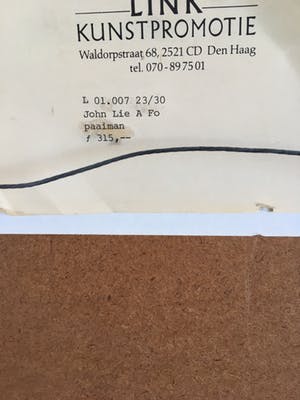 LINK
KUNSTPROMOTIE
Waldorpstraat 68, 2521 CD Den Haag
tel. 070-897501
L 01.007 23/30
John Lie A Fo
paaiman
ƒ 315,--